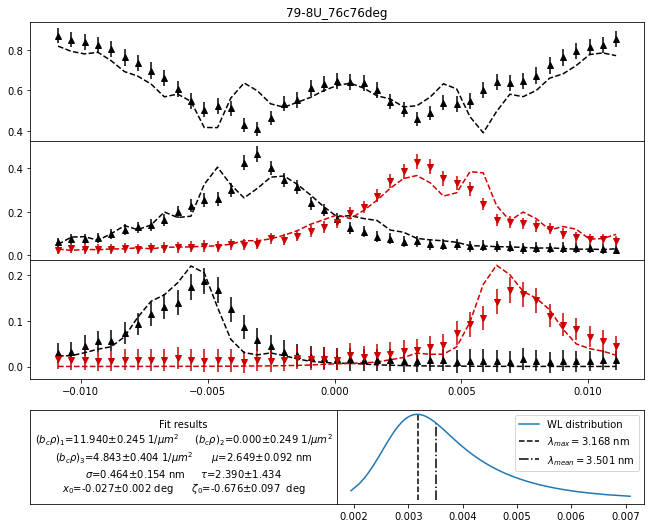 79-8U_76c76deg
0.8
0.6
0.4
0.4
0.2
0.0
0.2
0.1
0.0
−0.010 −0.005 0.000 0.005 0.010
Fit results
(b_cρ)₁=11.940±0.245 1/μm² (b_cρ)₂=0.000±0.249 1/μm²
(b_cρ)₃=4.843±0.404 1/μm² μ=2.649±0.092 nm
σ=0.464±0.154 nm τ=2.390±1.434
x₀=-0.027±0.002 deg ζ₀=-0.676±0.097 deg
WL distribution
λ_max = 3.168 nm
λ_mean = 3.501 nm
0.002 0.003 0.004 0.005 0.006 0.007